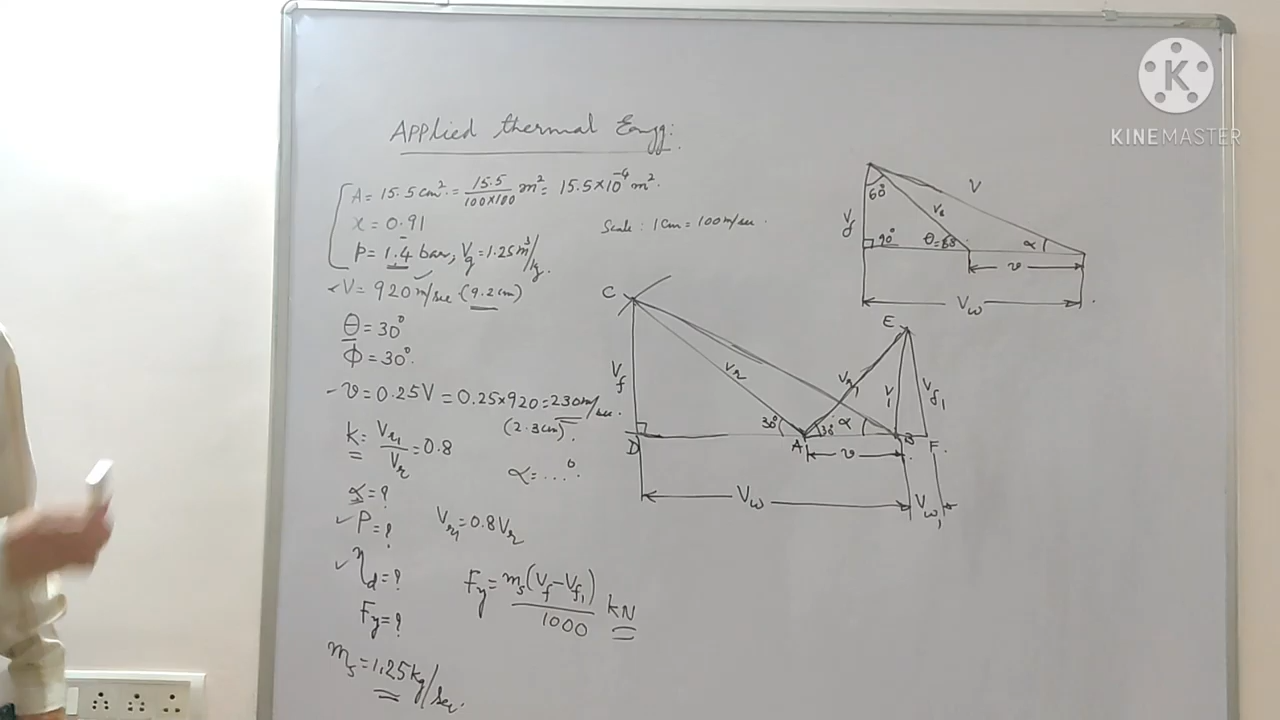 Applied thermal Engg:
A = 15.5 cm² = 15.5/100×100 m² = 15.5×10⁻⁴ m².
x = 0.91
P = 1.4 bar, Vg = 1.25 m³/kg.
Scale : 1 cm = 100 m/sec.
V = 920 m/sec (9.2 cm)
θ = 30°
ϕ = 30°.
v = 0.25V = 0.25×920 = 230 m/sec.
(2.3 cm).
k = Vr₁/Vr = 0.8
α = ...°
α = ?
P = ?
Vr₁ = 0.8 Vr
ηd = ?
Fy = ?
Fy = ms(Vf − Vf₁)/1000 kN
ms = 1.25 kg/sec.
60°
V
Vr
Vf
90°
α
v
Vw
C
E
Vf
Vr
Vr₁
V₁
Vf₁
30°
30°
α
D
A
B
F
v
Vw
Vw₁
K
KINEMASTER